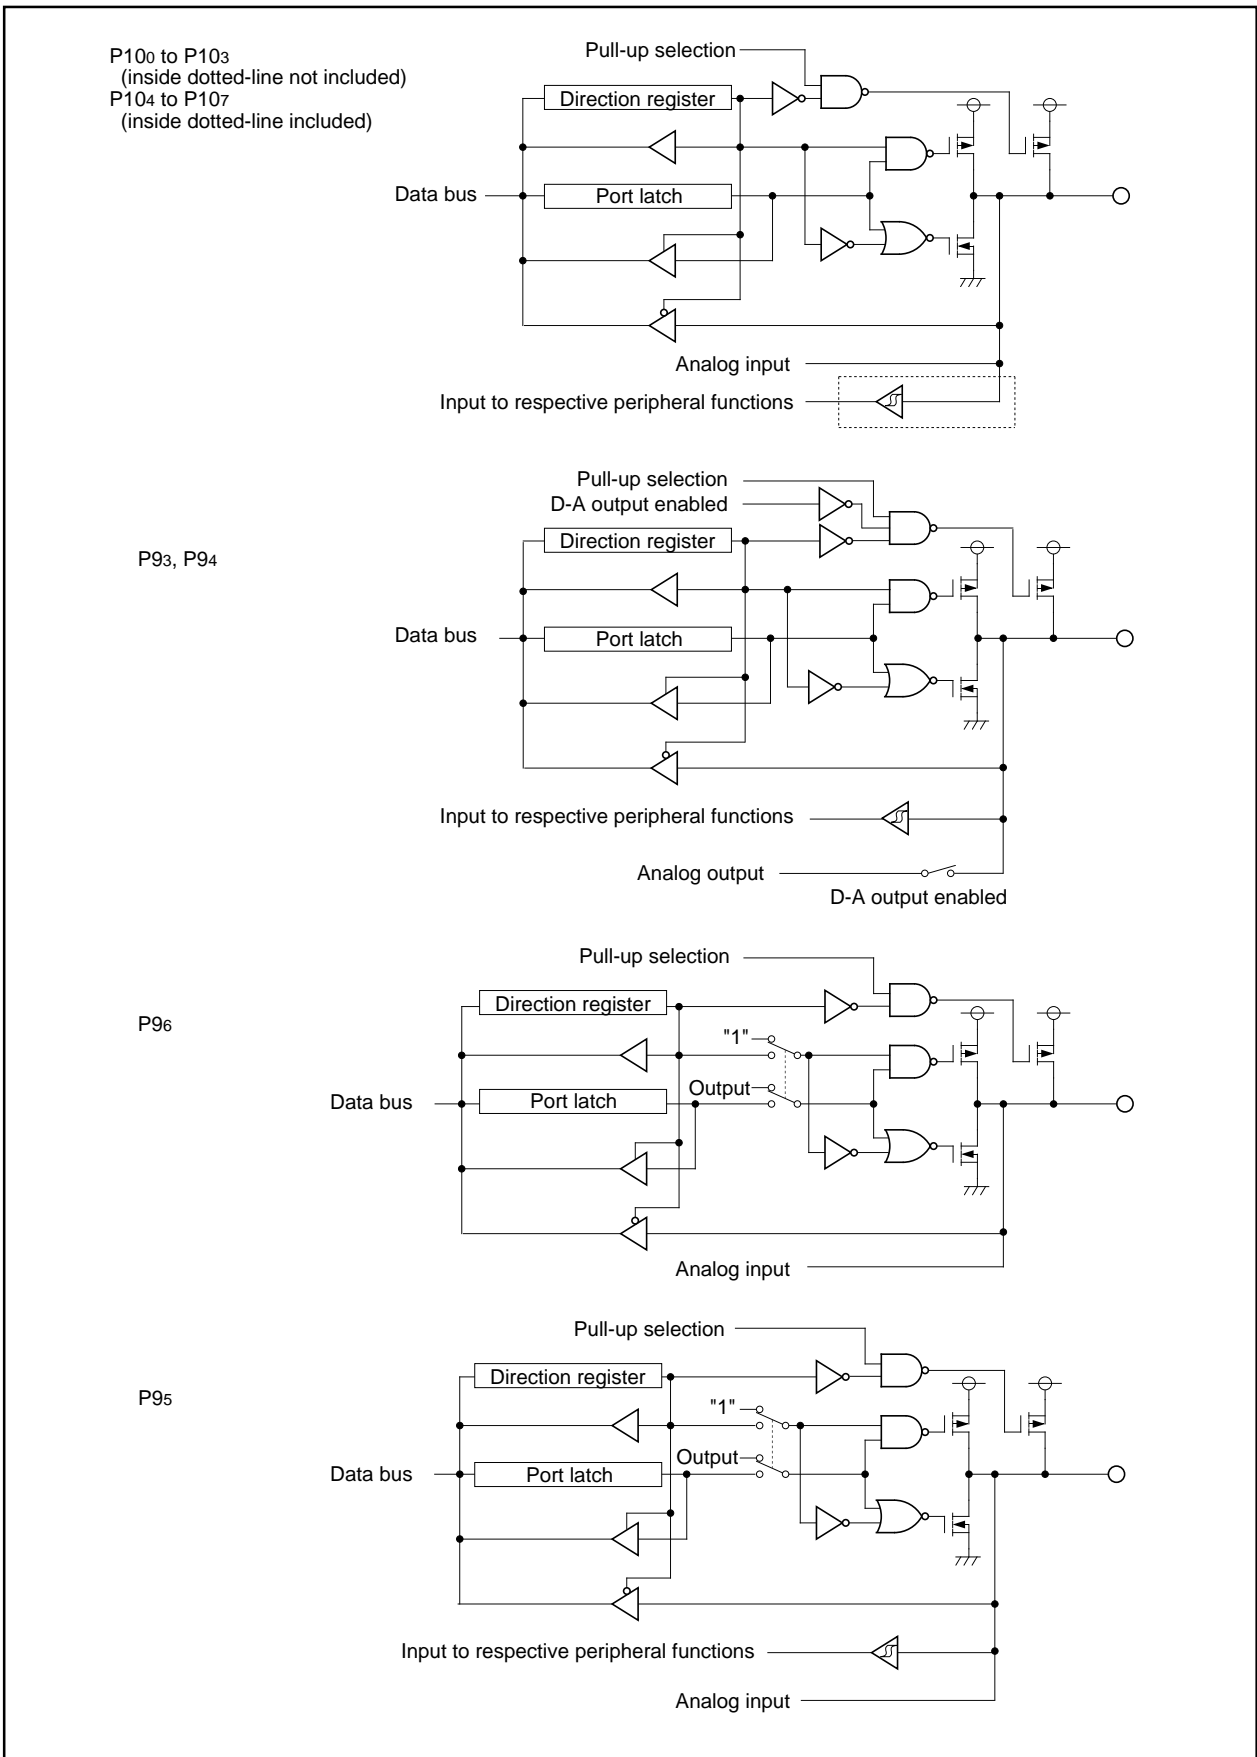 P100 to P103
(inside dotted-line not included)
P104 to P107
(inside dotted-line included)
Pull-up selection
Direction register
Data bus
Port latch
Analog input
Input to respective peripheral functions
P93, P94
Pull-up selection
D-A output enabled
Direction register
Data bus
Port latch
Input to respective peripheral functions
Analog output
D-A output enabled
P96
Pull-up selection
Direction register
"1"
Output
Data bus
Port latch
Analog input
P95
Pull-up selection
Direction register
"1"
Output
Data bus
Port latch
Input to respective peripheral functions
Analog input